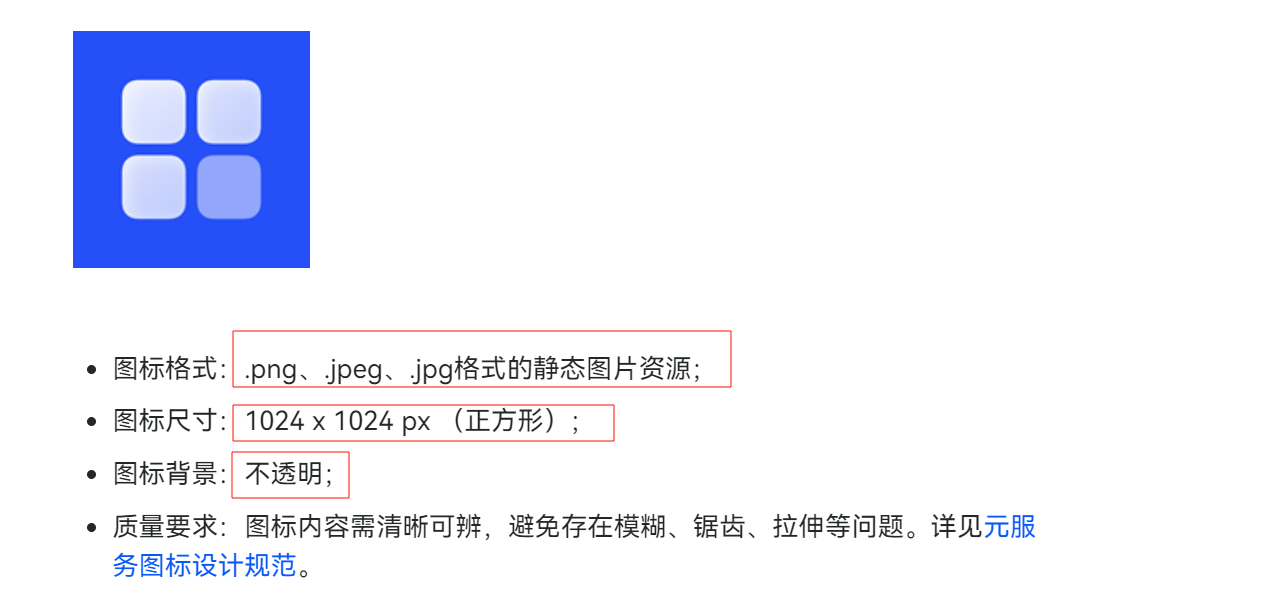 图标格式：.png、.jpeg、.jpg格式的静态图片资源；
图标尺寸：1024 x 1024 px （正方形）；
图标背景：不透明；
质量要求：图标内容需清晰可辨，避免存在模糊、锯齿、拉伸等问题。详见元服
务图标设计规范。